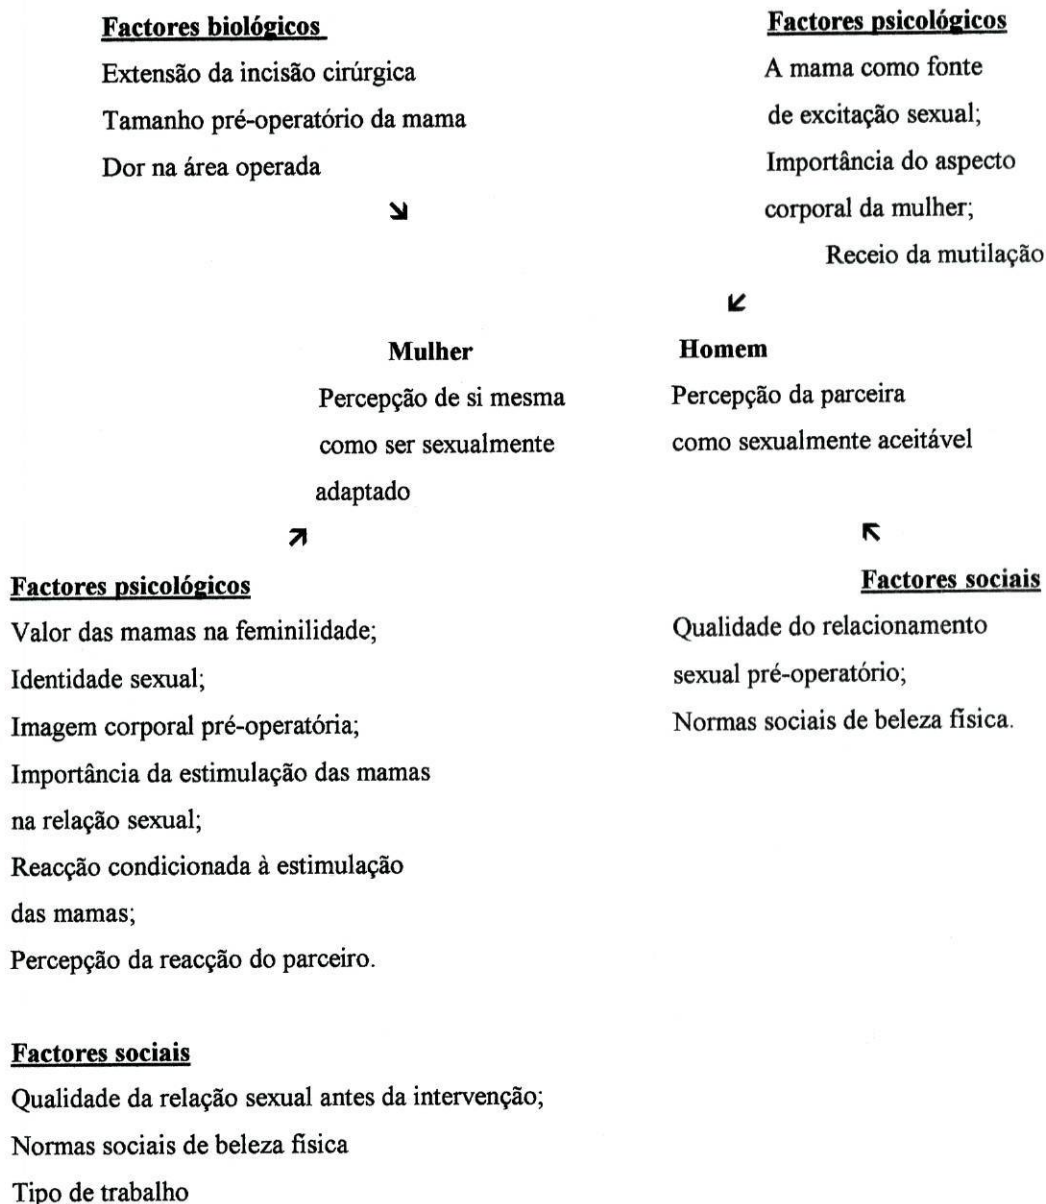 Factores biológicos
Extensão da incisão cirúrgica
Tamanho pré-operatório da mama
Dor na área operada
Factores psicológicos
A mama como fonte
de excitação sexual;
Importância do aspecto
corporal da mulher;
Receio da mutilação
Mulher
Percepção de si mesma
como ser sexualmente
adaptado
Homem
Percepção da parceira
como sexualmente aceitável
Factores psicológicos
Valor das mamas na feminilidade;
Identidade sexual;
Imagem corporal pré-operatória;
Importância da estimulação das mamas
na relação sexual;
Reacção condicionada à estimulação
das mamas;
Percepção da reacção do parceiro.
Factores sociais
Qualidade do relacionamento
sexual pré-operatório;
Normas sociais de beleza física.
Factores sociais
Qualidade da relação sexual antes da intervenção;
Normas sociais de beleza física
Tipo de trabalho